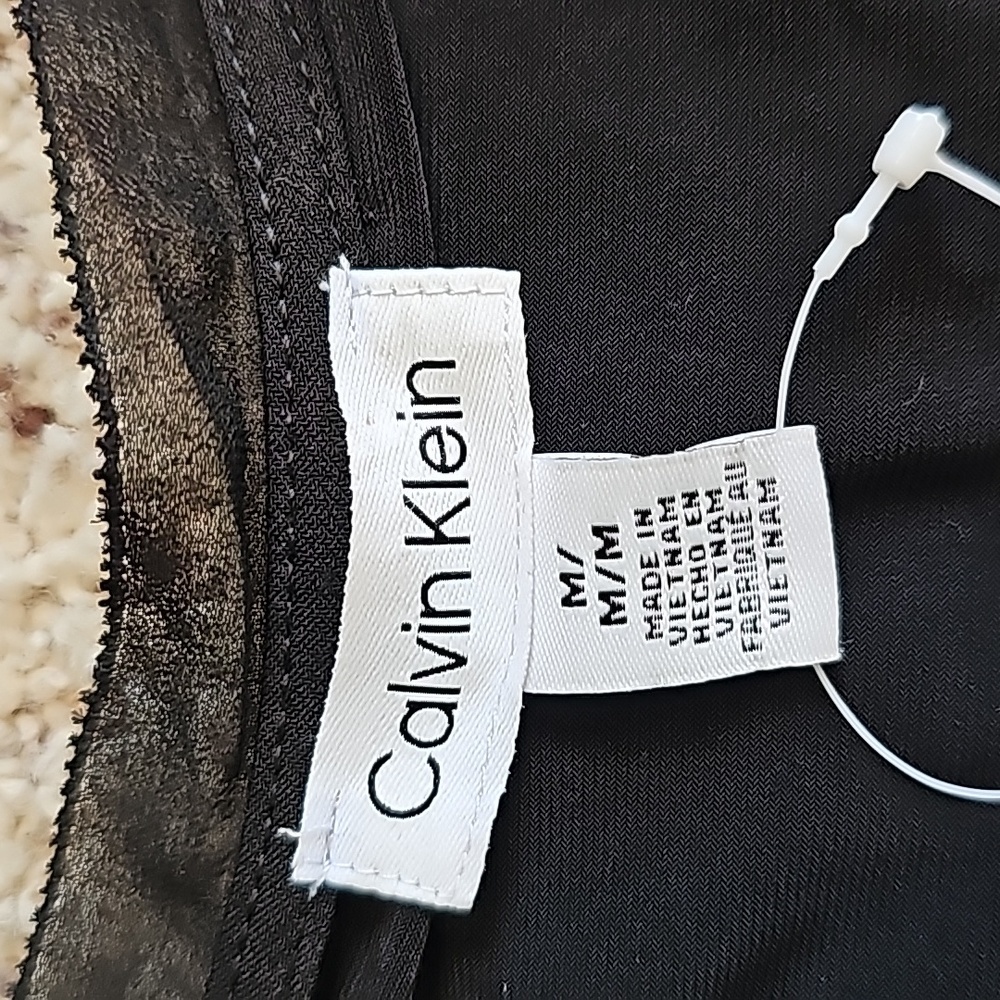 Calvin Klein
M/
M/M
MADE IN
VIETNAM
HECHO EN
VIETNAM
FABRIQUÉ AU
VIETNAM